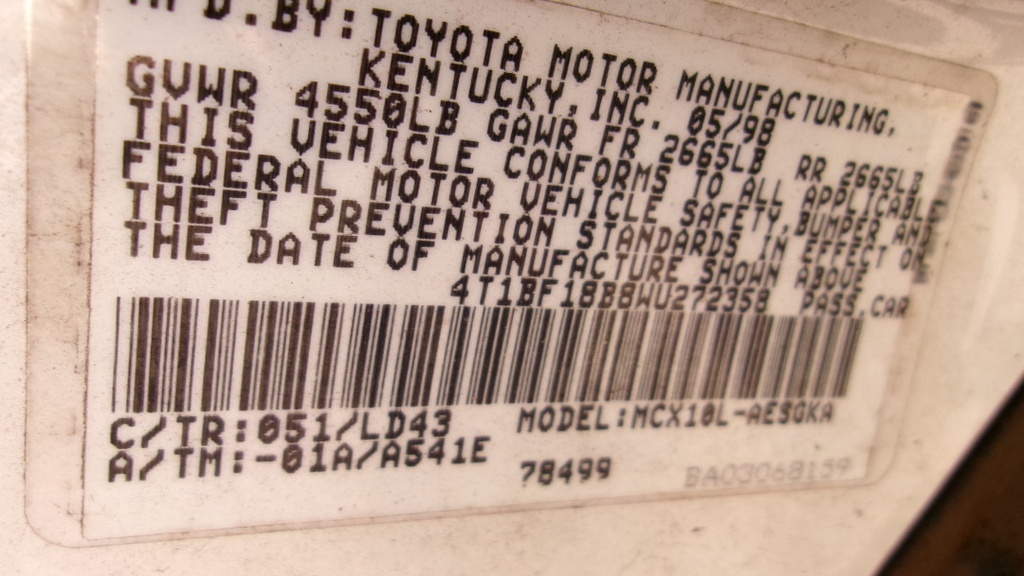 MFD.BY:TOYOTA MOTOR MANUFACTURING,
KENTUCKY,INC. 05/98
GVWR 4550LB GAWR FR 2665LB RR 2665LB
THIS VEHICLE CONFORMS TO ALL APPLICABLE
FEDERAL MOTOR VEHICLE SAFETY,BUMPER AND
THEFT PREVENTION STANDARDS IN EFFECT ON
THE DATE OF MANUFACTURE SHOWN ABOVE
4T1BF18B8WU272358 PASS.CAR
C/TR:051/LD43 MODEL:MCX10L-AESGKA
A/TM:-01A/A541E 78499 BA03068159